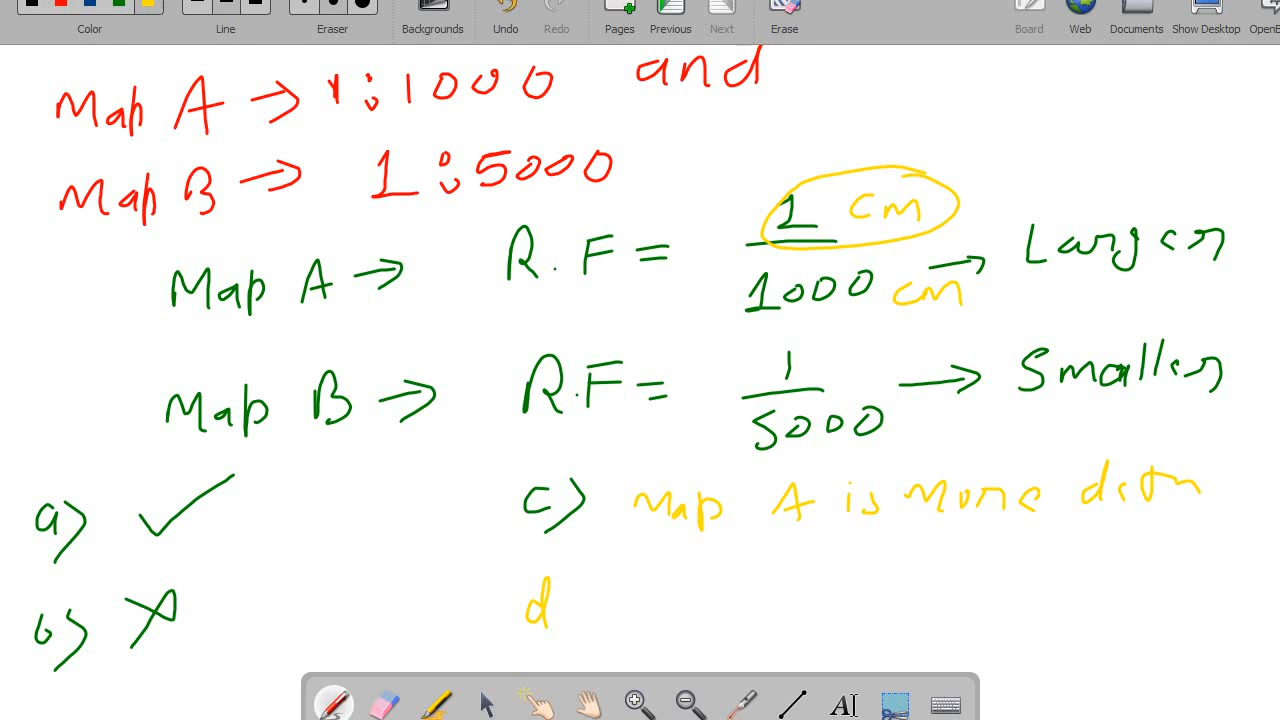 Color Line Eraser Backgrounds Undo Redo Pages Previous Next Erase Board Web Documents Show Desktop OpenB
Map A → 1:1000 and
Map B → 1:5000
Map A → R.F = 1 cm / 1000 cm → Larger
Map B → R.F = 1 / 5000 → Smaller
a) ✓ c) Map A is more
b) ✗ d